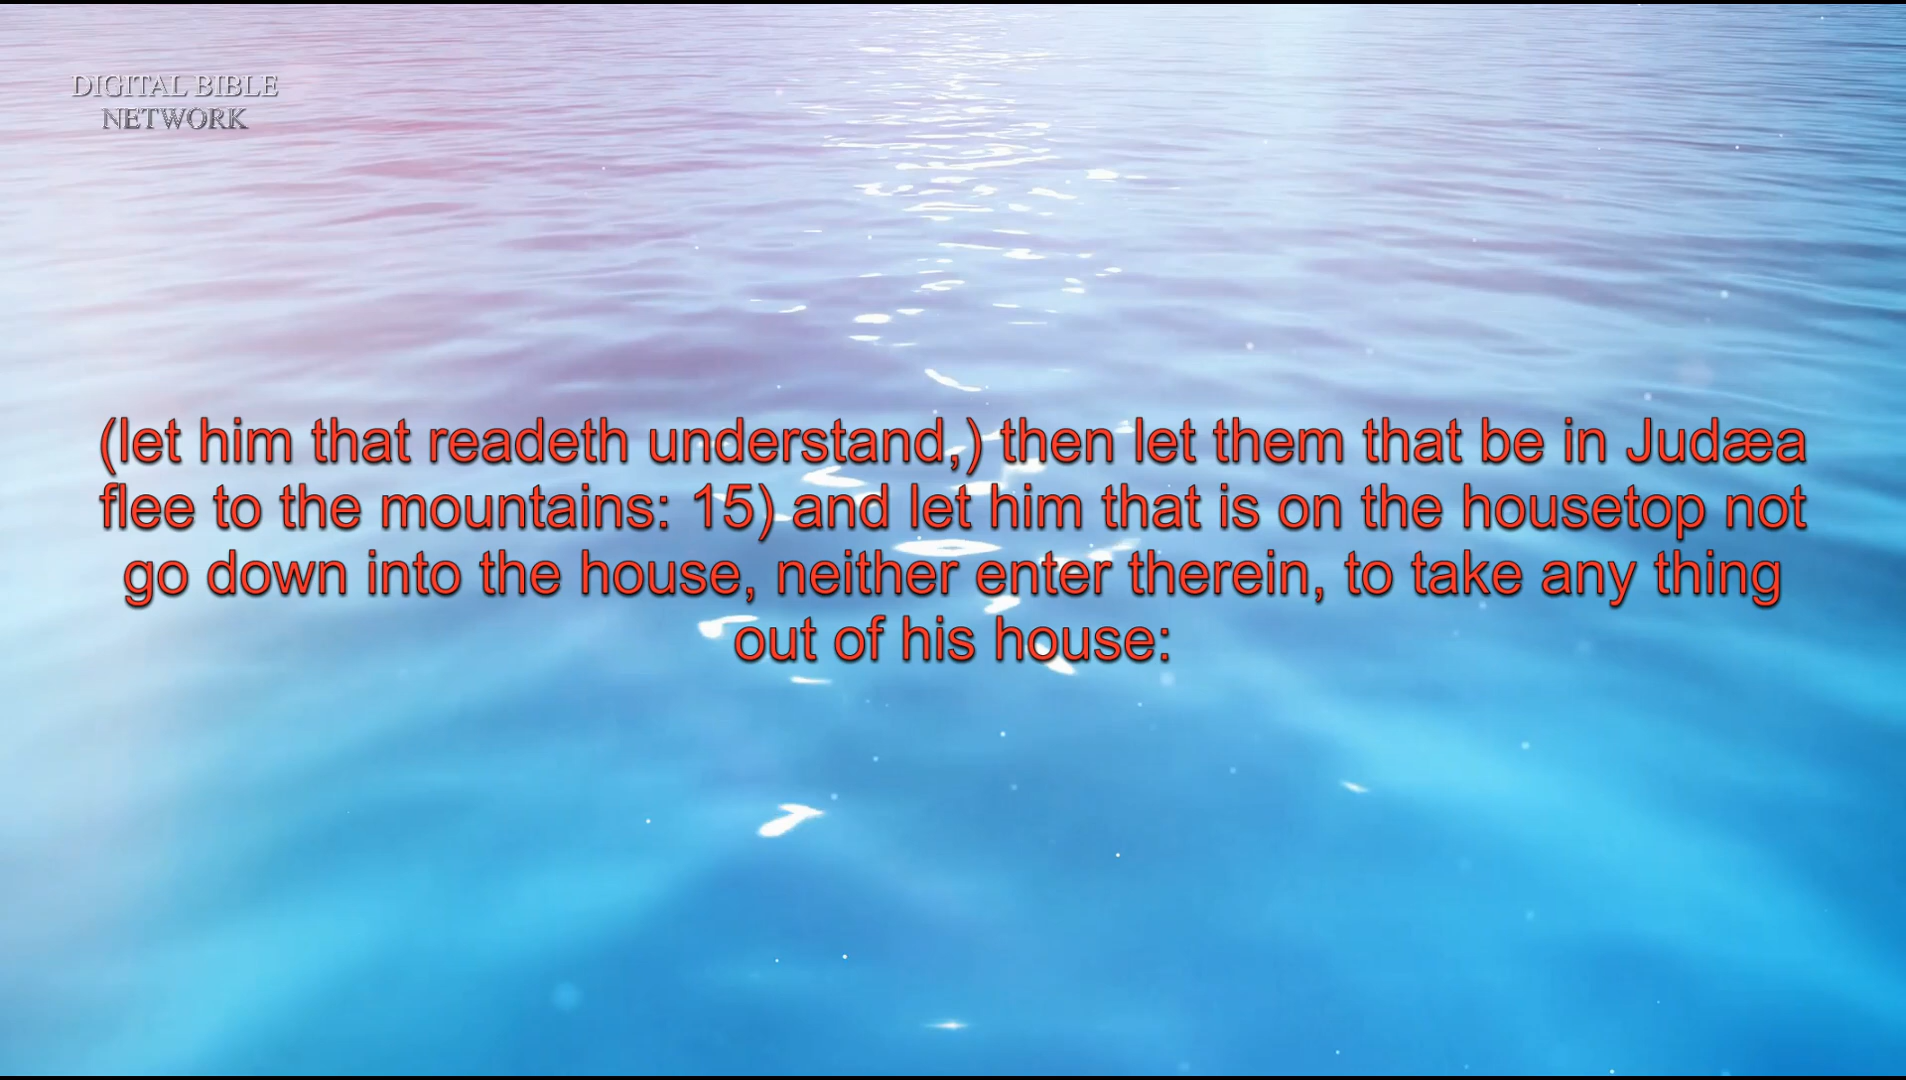 DIGITAL BIBLE
NETWORK
(let him that readeth understand,) then let them that be in Judæa
flee to the mountains: 15) and let him that is on the housetop not
go down into the house, neither enter therein, to take any thing
out of his house: